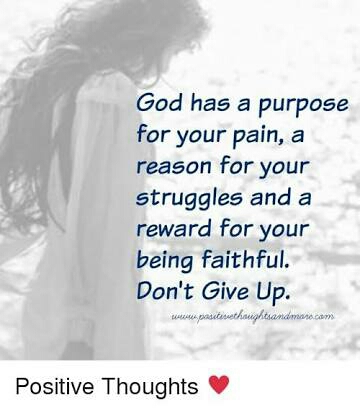 God has a purpose
for your pain, a
reason for your
struggles and a
reward for your
being faithful.
Don't Give Up.
www.positivethoughtsandmore.com
Positive Thoughts ♥